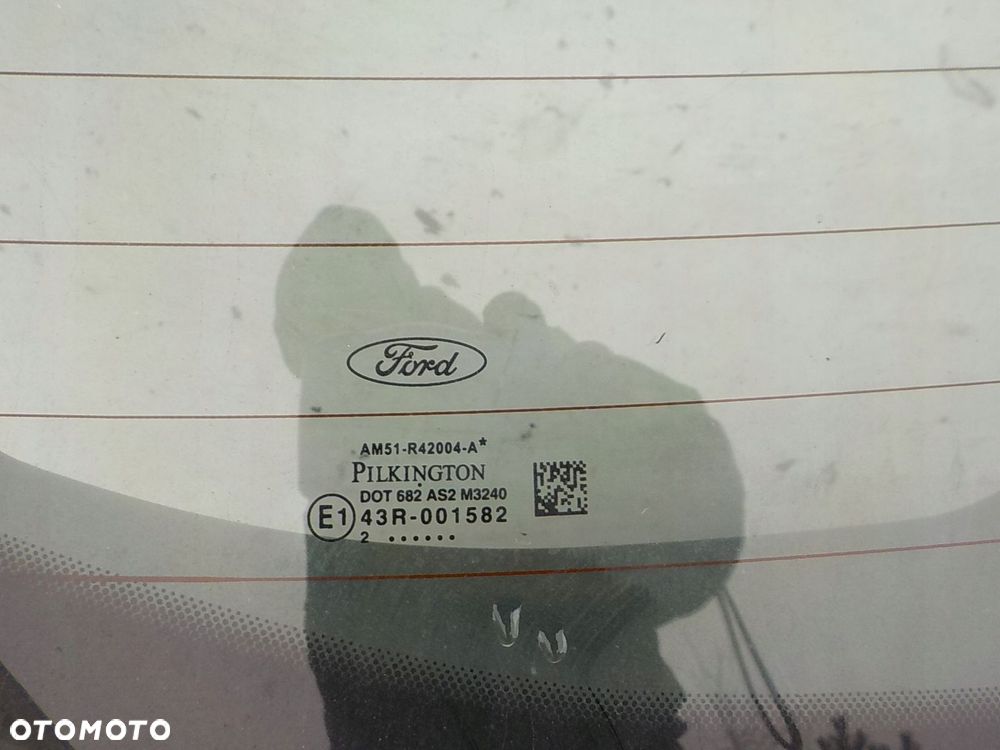 Ford
AM51-R42004-A*
PILKINGTON
DOT 682 AS2 M3240
E1 43R-001582
2 ......
OTOMOTO